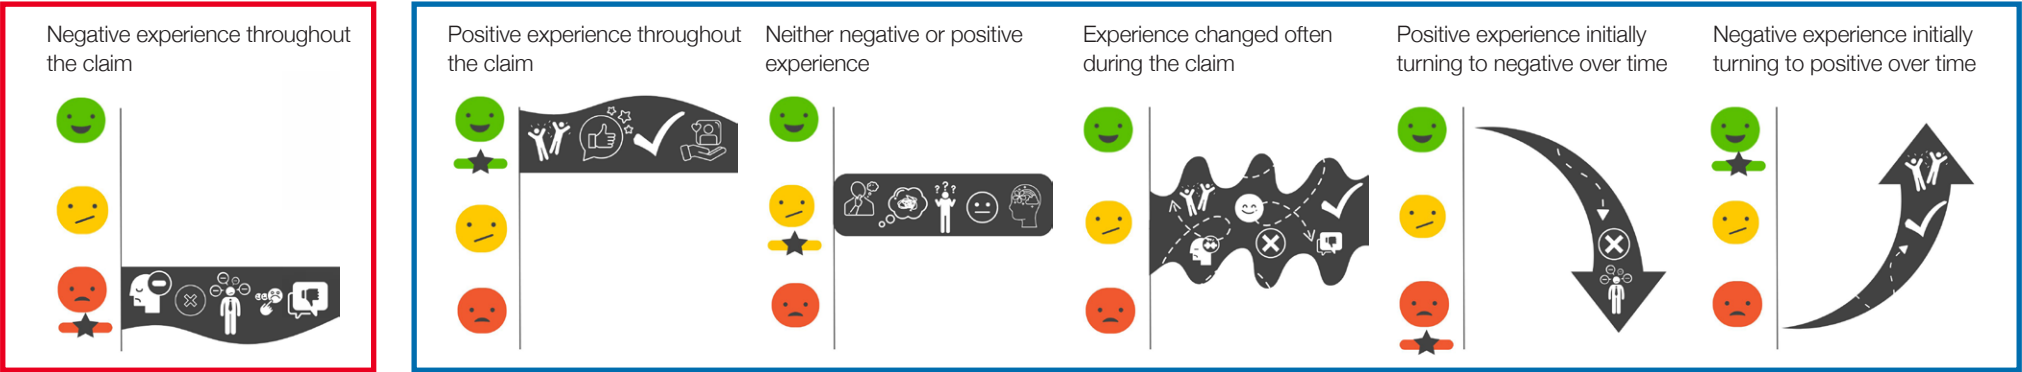 Negative experience throughout
the claim
Positive experience throughout
the claim
Neither negative or positive
experience
Experience changed often
during the claim
Positive experience initially
turning to negative over time
Negative experience initially
turning to positive over time
? ? ?